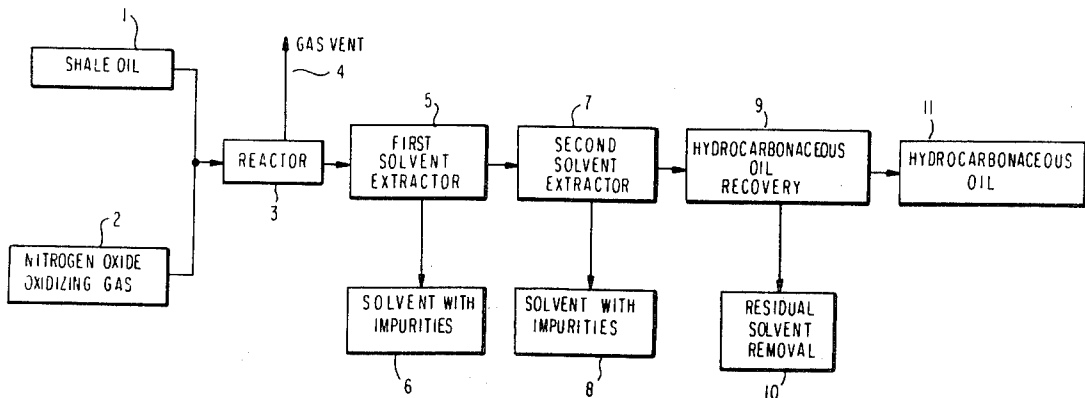 1
SHALE OIL
GAS VENT
4
2
NITROGEN OXIDE
OXIDIZING GAS
REACTOR
3
5
FIRST
SOLVENT
EXTRACTOR
7
SECOND
SOLVENT
EXTRACTOR
9
HYDROCARBONACEOUS
OIL
RECOVERY
11
HYDROCARBONACEOUS
OIL
SOLVENT WITH
IMPURITIES
6
SOLVENT WITH
IMPURITIES
8
RESIDUAL
SOLVENT
REMOVAL
10